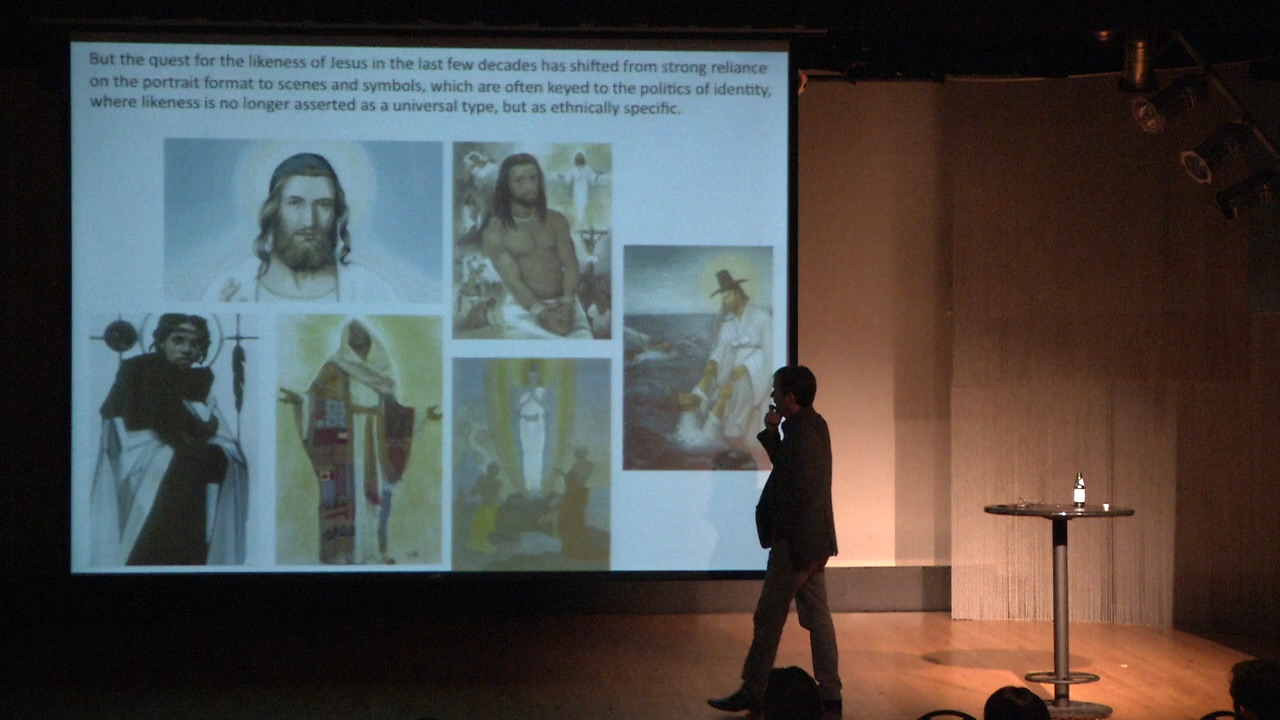 But the quest for the likeness of Jesus in the last few decades has shifted from strong reliance
on the portrait format to scenes and symbols, which are often keyed to the politics of identity,
where likeness is no longer asserted as a universal type, but as ethnically specific.